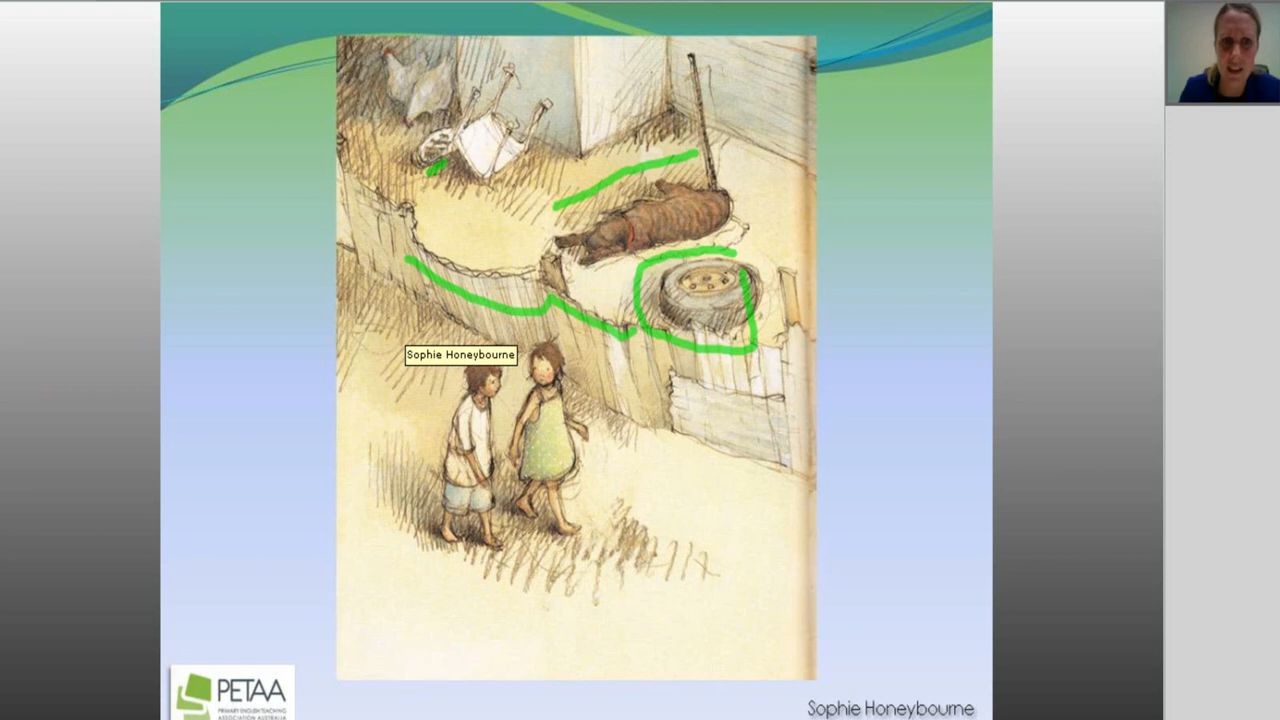 Sophie Honeybourne
PETAA
PRIMARY ENGLISH TEACHING
ASSOCIATION AUSTRALIA
Sophie Honeybourne